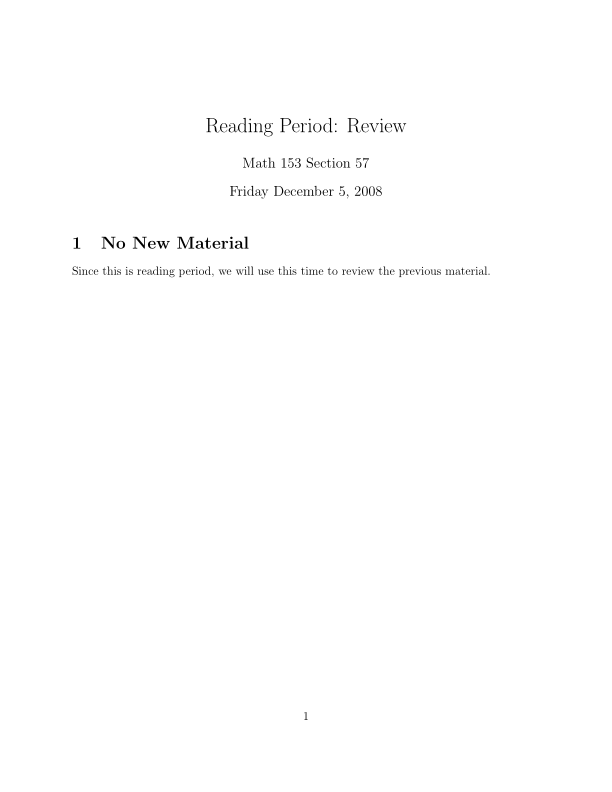 Reading Period: Review
Math 153 Section 57
Friday December 5, 2008
1 No New Material
Since this is reading period, we will use this time to review the previous material.
1